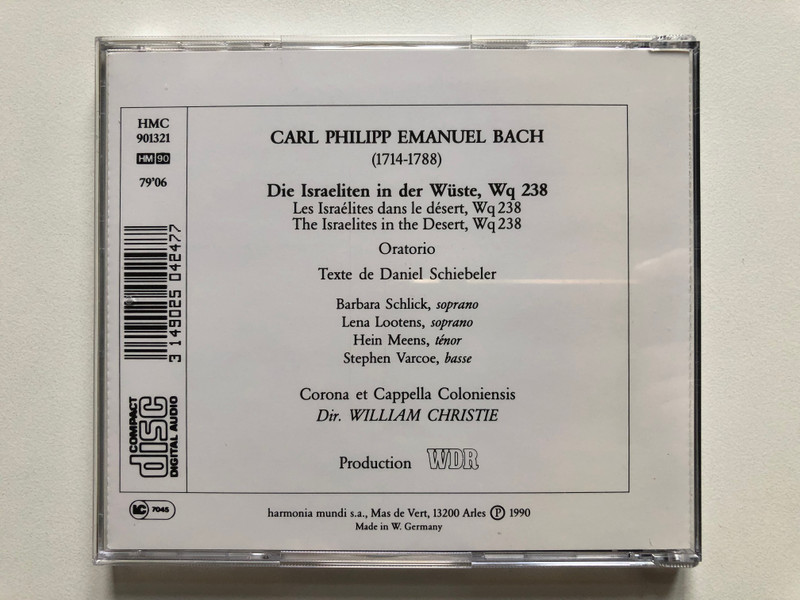 HMC
901321
HM 90
79'06
3 149025 042477
COMPACT
disc
DIGITAL AUDIO
LC 7045
CARL PHILIPP EMANUEL BACH
(1714-1788)
Die Israeliten in der Wüste, Wq 238
Les Israélites dans le désert, Wq 238
The Israelites in the Desert, Wq 238
Oratorio
Texte de Daniel Schiebeler
Barbara Schlick, soprano
Lena Lootens, soprano
Hein Meens, ténor
Stephen Varcoe, basse
Corona et Cappella Coloniensis
Dir. WILLIAM CHRISTIE
Production WDR
harmonia mundi s.a., Mas de Vert, 13200 Arles Ⓟ 1990
Made in W. Germany